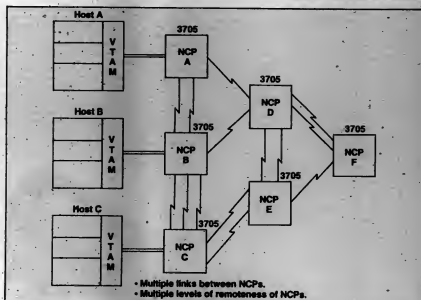 Host A
V
T
A
M
3705
NCP
A
3705
NCP
D
Host B
V
T
A
M
3705
NCP
B
3705
NCP
F
Host C
V
T
A
M
3705
NCP
C
3705
NCP
E
• Multiple links between NCPs.
• Multiple levels of remoteness of NCPs.